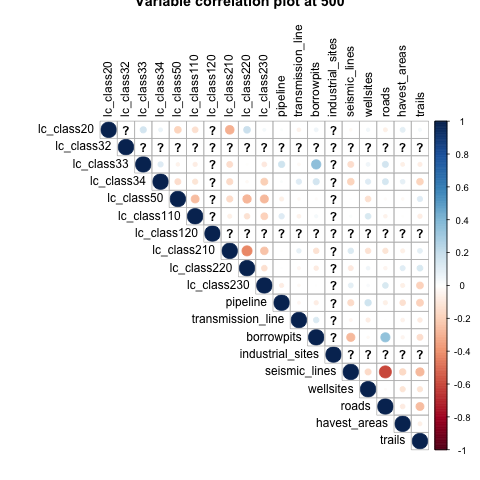 Variable correlation plot at 500
lc_class20
lc_class32
lc_class33
lc_class34
lc_class50
lc_class110
lc_class120
lc_class210
lc_class220
lc_class230
pipeline
transmission_line
borrowpits
industrial_sites
seismic_lines
wellsites
roads
havest_areas
trails
lc_class20 ? ? ?
lc_class32 ? ? ? ? ? ? ? ? ? ? ? ? ? ? ? ? ?
lc_class33 ? ?
lc_class34 ? ?
lc_class50 ? ?
lc_class110 ? ?
lc_class120 ? ? ? ? ? ? ? ? ? ? ? ?
lc_class210 ?
lc_class220 ?
lc_class230 ?
pipeline ?
transmission_line ?
borrowpits ?
industrial_sites ? ? ? ? ?
seismic_lines
wellsites
roads
havest_areas
trails
1
0.8
0.6
0.4
0.2
0
-0.2
-0.4
-0.6
-0.8
-1